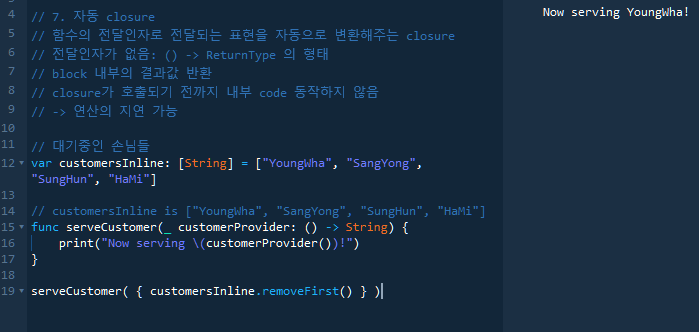 4 // 7. 자동 closure
5 // 함수의 전달인자로 전달되는 표현을 자동으로 변환해주는 closure
6 // 전달인자가 없음: () -> ReturnType 의 형태
7 // block 내부의 결과값 반환
8 // closure가 호출되기 전까지 내부 code 동작하지 않음
9 // -> 연산의 지연 가능
10
11 // 대기중인 손님들
12 var customersInline: [String] = ["YoungWha", "SangYong",
"SungHun", "HaMi"]
13
14 // customersInline is ["YoungWha", "SangYong", "SungHun", "HaMi"]
15 func serveCustomer(_ customerProvider: () -> String) {
16 print("Now serving \(customerProvider())!")
17 }
18
19 serveCustomer( { customersInline.removeFirst() } )
Now serving YoungWha!